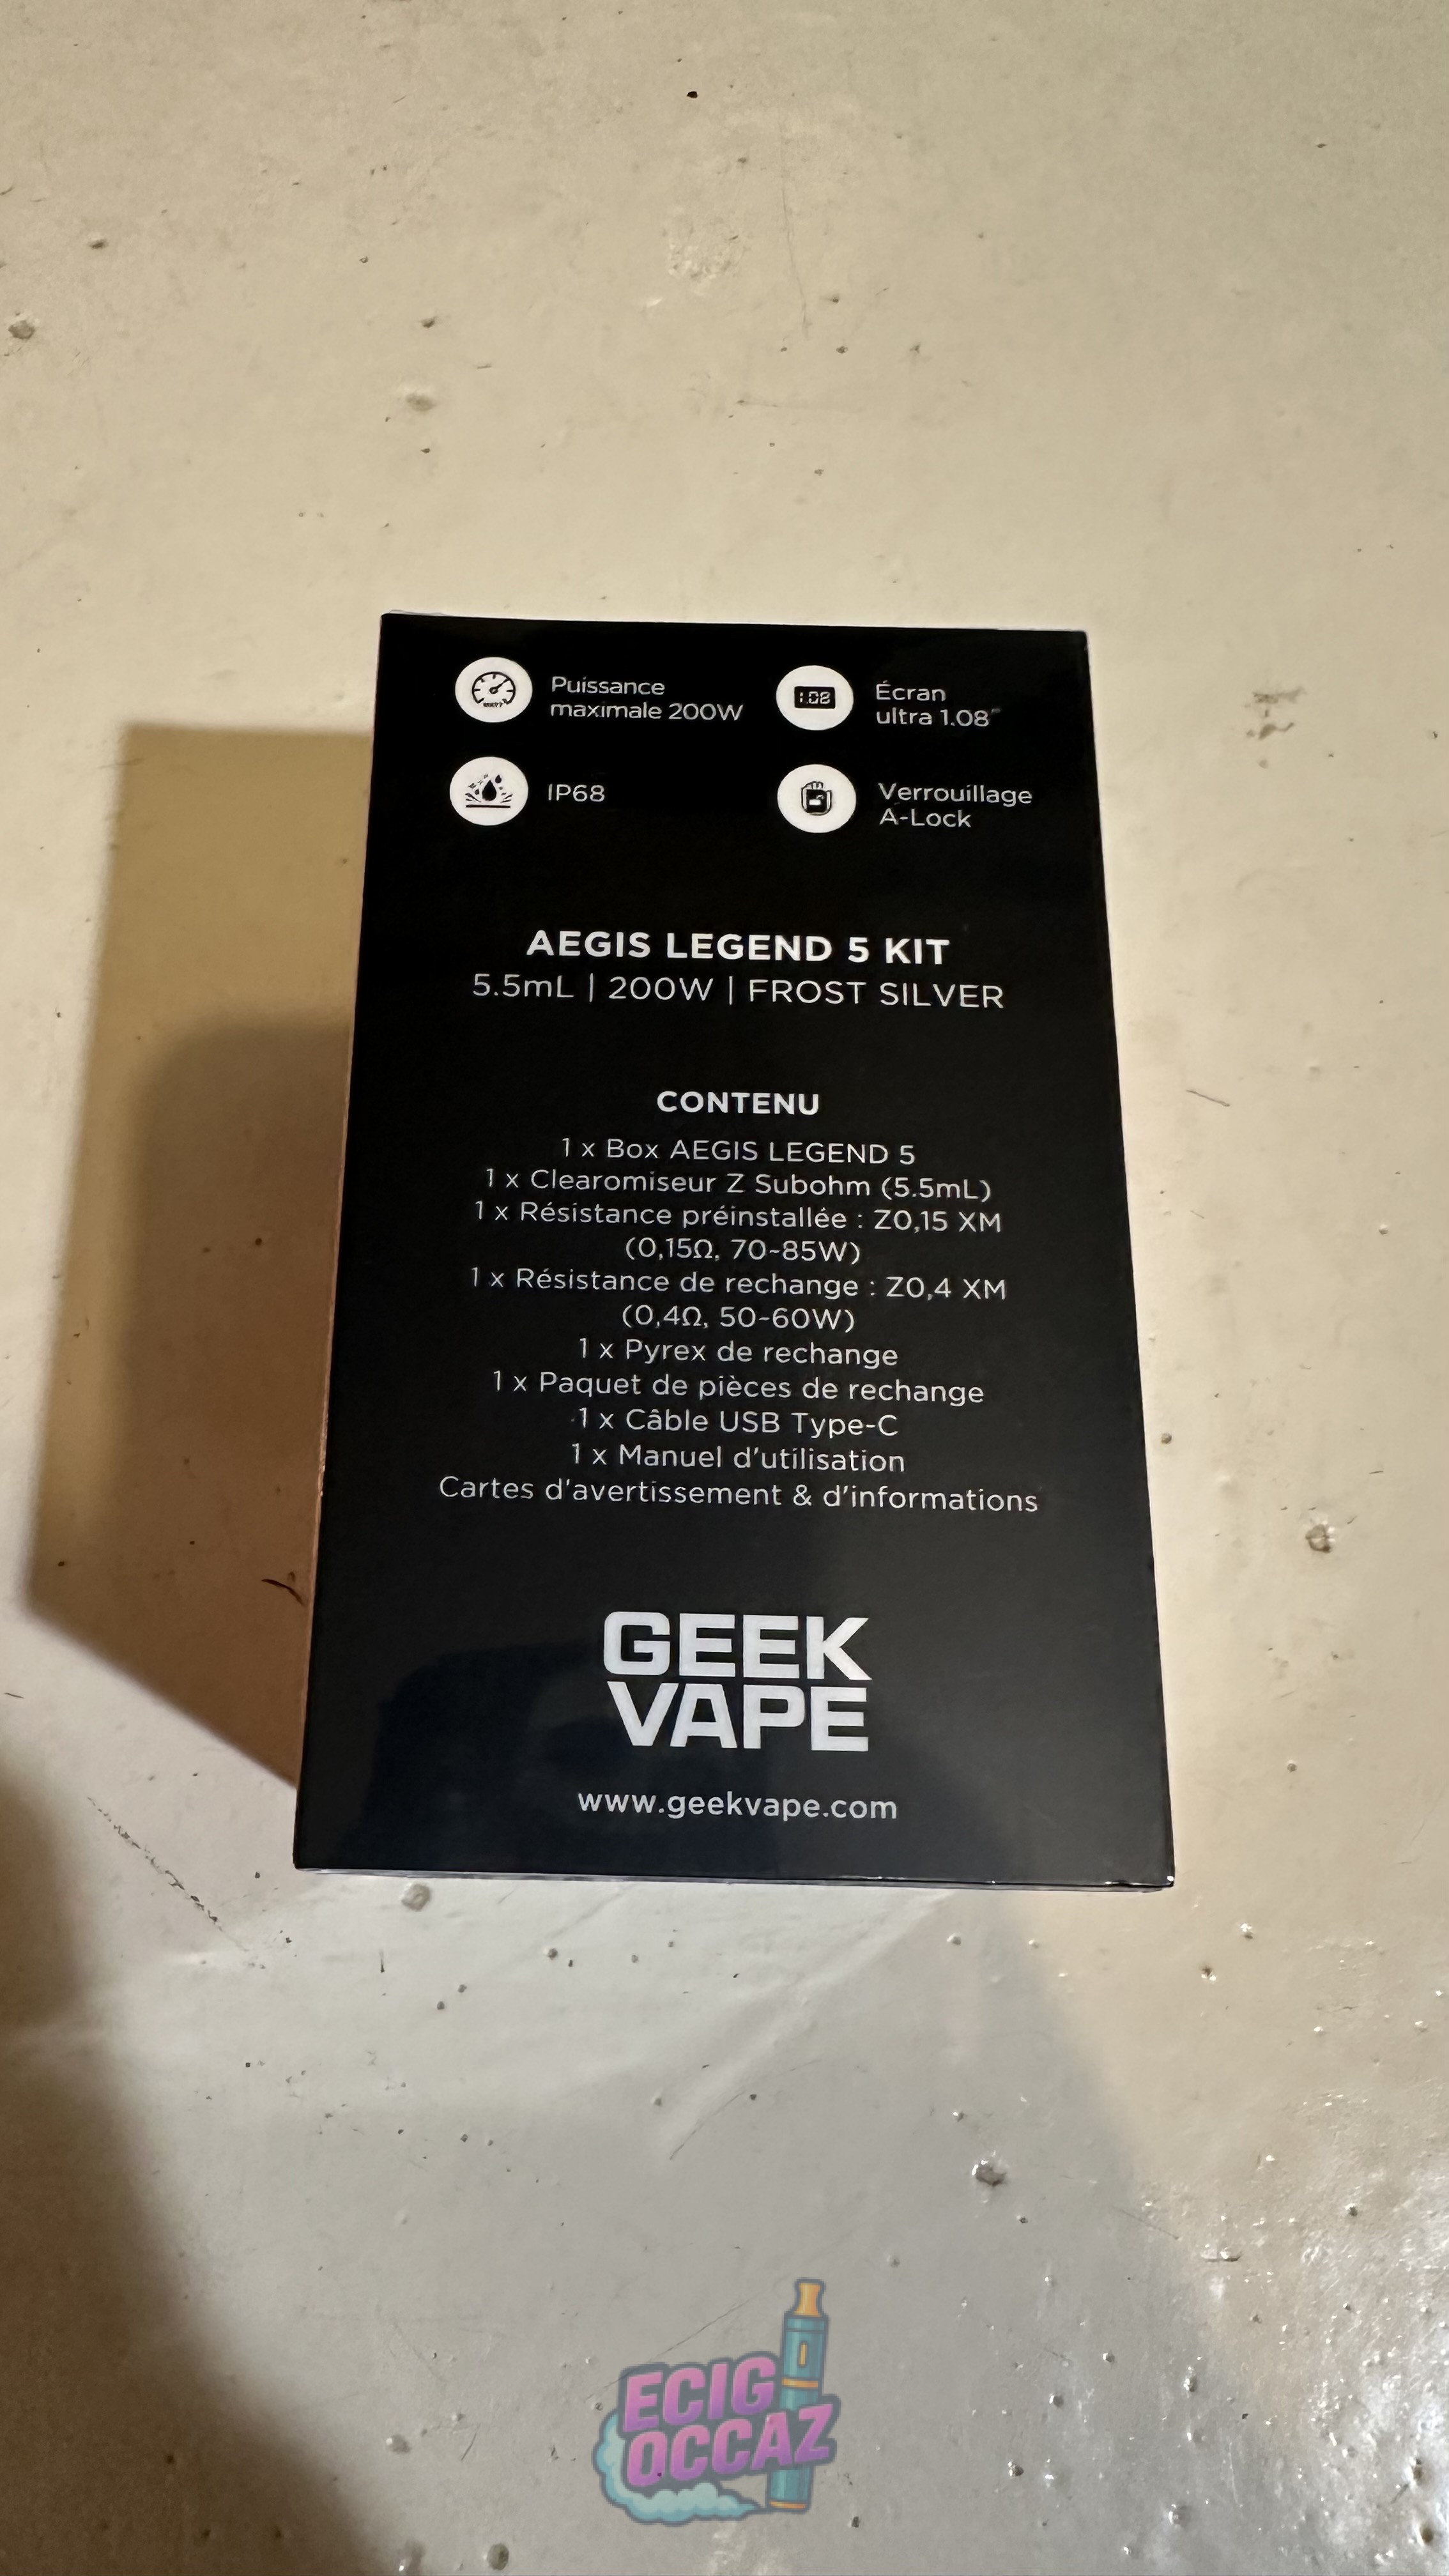 Puissance
maximale 200W
1.08
Écran
ultra 1.08"
IP68
Verrouillage
A-Lock
AEGIS LEGEND 5 KIT
5.5mL | 200W | FROST SILVER
CONTENU
1 x Box AEGIS LEGEND 5
1 x Clearomiseur Z Subohm (5.5mL)
1 x Résistance préinstallée : Z0,15 XM
(0,15Ω, 70~85W)
1 x Résistance de rechange : Z0,4 XM
(0,4Ω, 50~60W)
1 x Pyrex de rechange
1 x Paquet de pièces de rechange
1 x Câble USB Type-C
1 x Manuel d'utilisation
Cartes d'avertissement & d'informations
GEEK
VAPE
www.geekvape.com
ECIG
OCCAZ